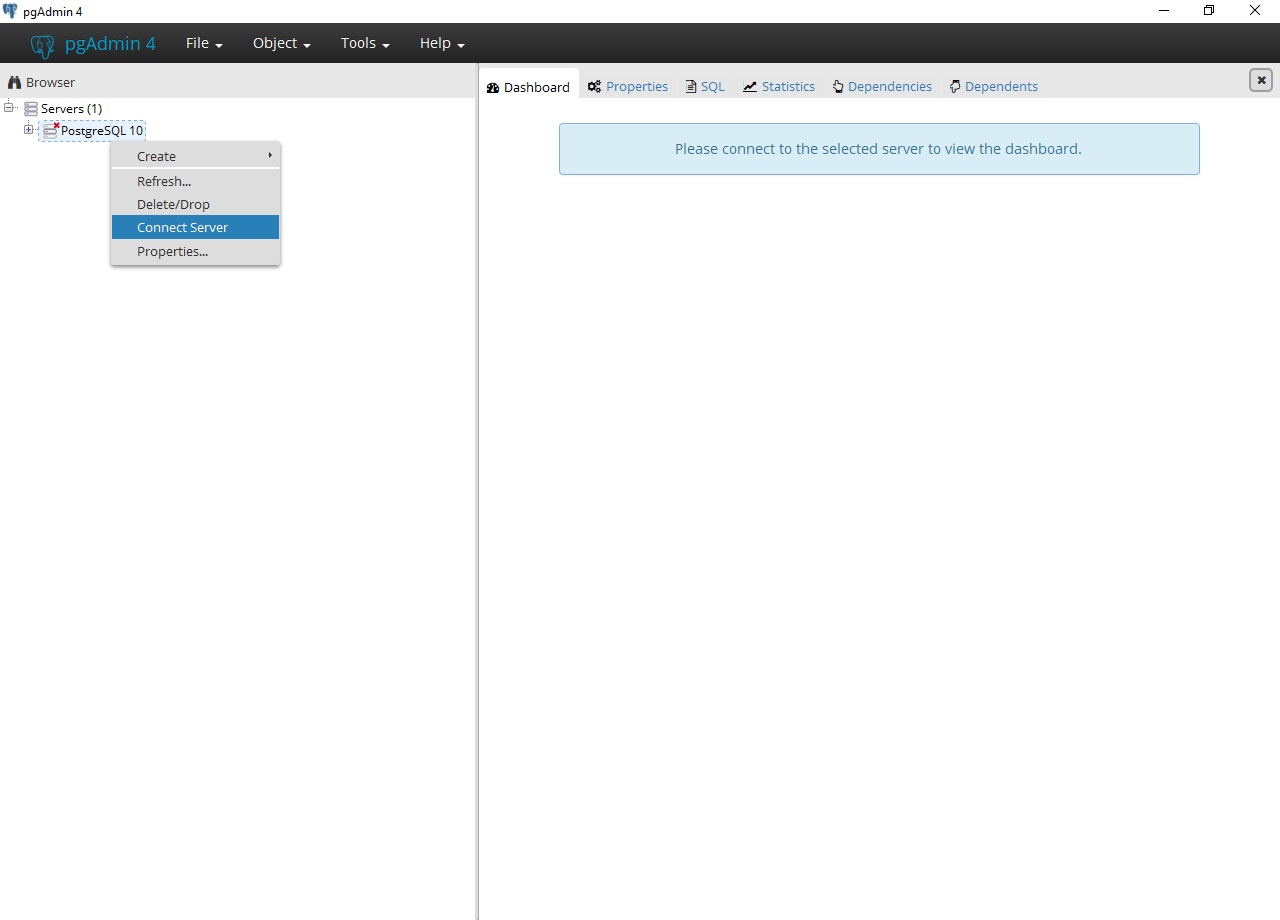 pgAdmin 4
pgAdmin 4 File Object Tools Help
Browser
Servers (1)
PostgreSQL 10
Create
Refresh...
Delete/Drop
Connect Server
Properties...
Dashboard Properties SQL Statistics Dependencies Dependents
Please connect to the selected server to view the dashboard.